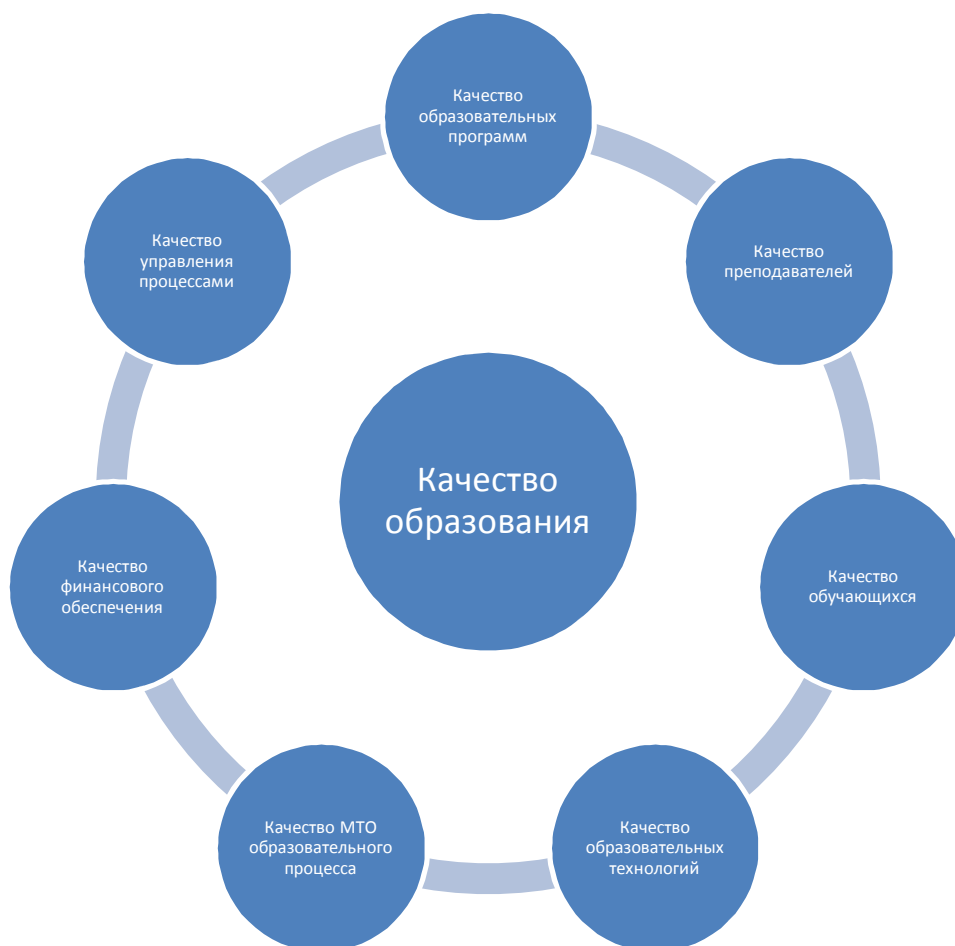 Качество
образовательных
программ
Качество
управления
процессами
Качество
преподавателей
Качество
образования
Качество
финансового
обеспечения
Качество
обучающихся
Качество МТО
образовательного
процесса
Качество
образовательных
технологий